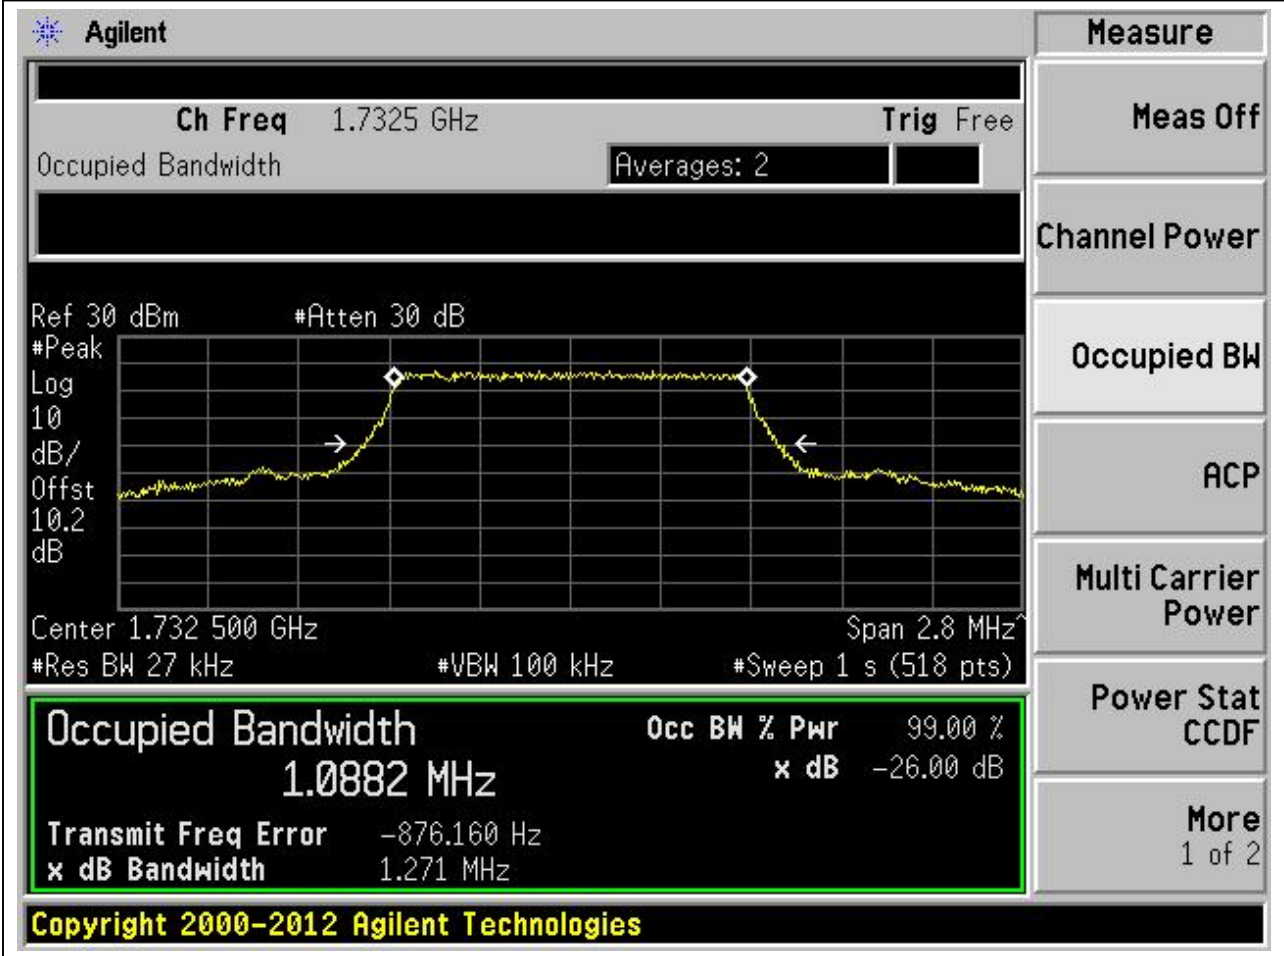 Agilent
Measure
Ch Freq 1.7325 GHz Trig Free
Occupied Bandwidth Averages: 2
Meas Off
Channel Power
Occupied BW
ACP
Multi Carrier
Power
Power Stat
CCDF
More
1 of 2
Ref 30 dBm #Atten 30 dB
#Peak
Log
10
dB/
Offst
10.2
dB
Center 1.732 500 GHz Span 2.8 MHz^
#Res BW 27 kHz #VBW 100 kHz #Sweep 1 s (518 pts)
Occupied Bandwidth Occ BW % Pwr 99.00 %
1.0882 MHz x dB -26.00 dB
Transmit Freq Error -876.160 Hz
x dB Bandwidth 1.271 MHz
Copyright 2000-2012 Agilent Technologies